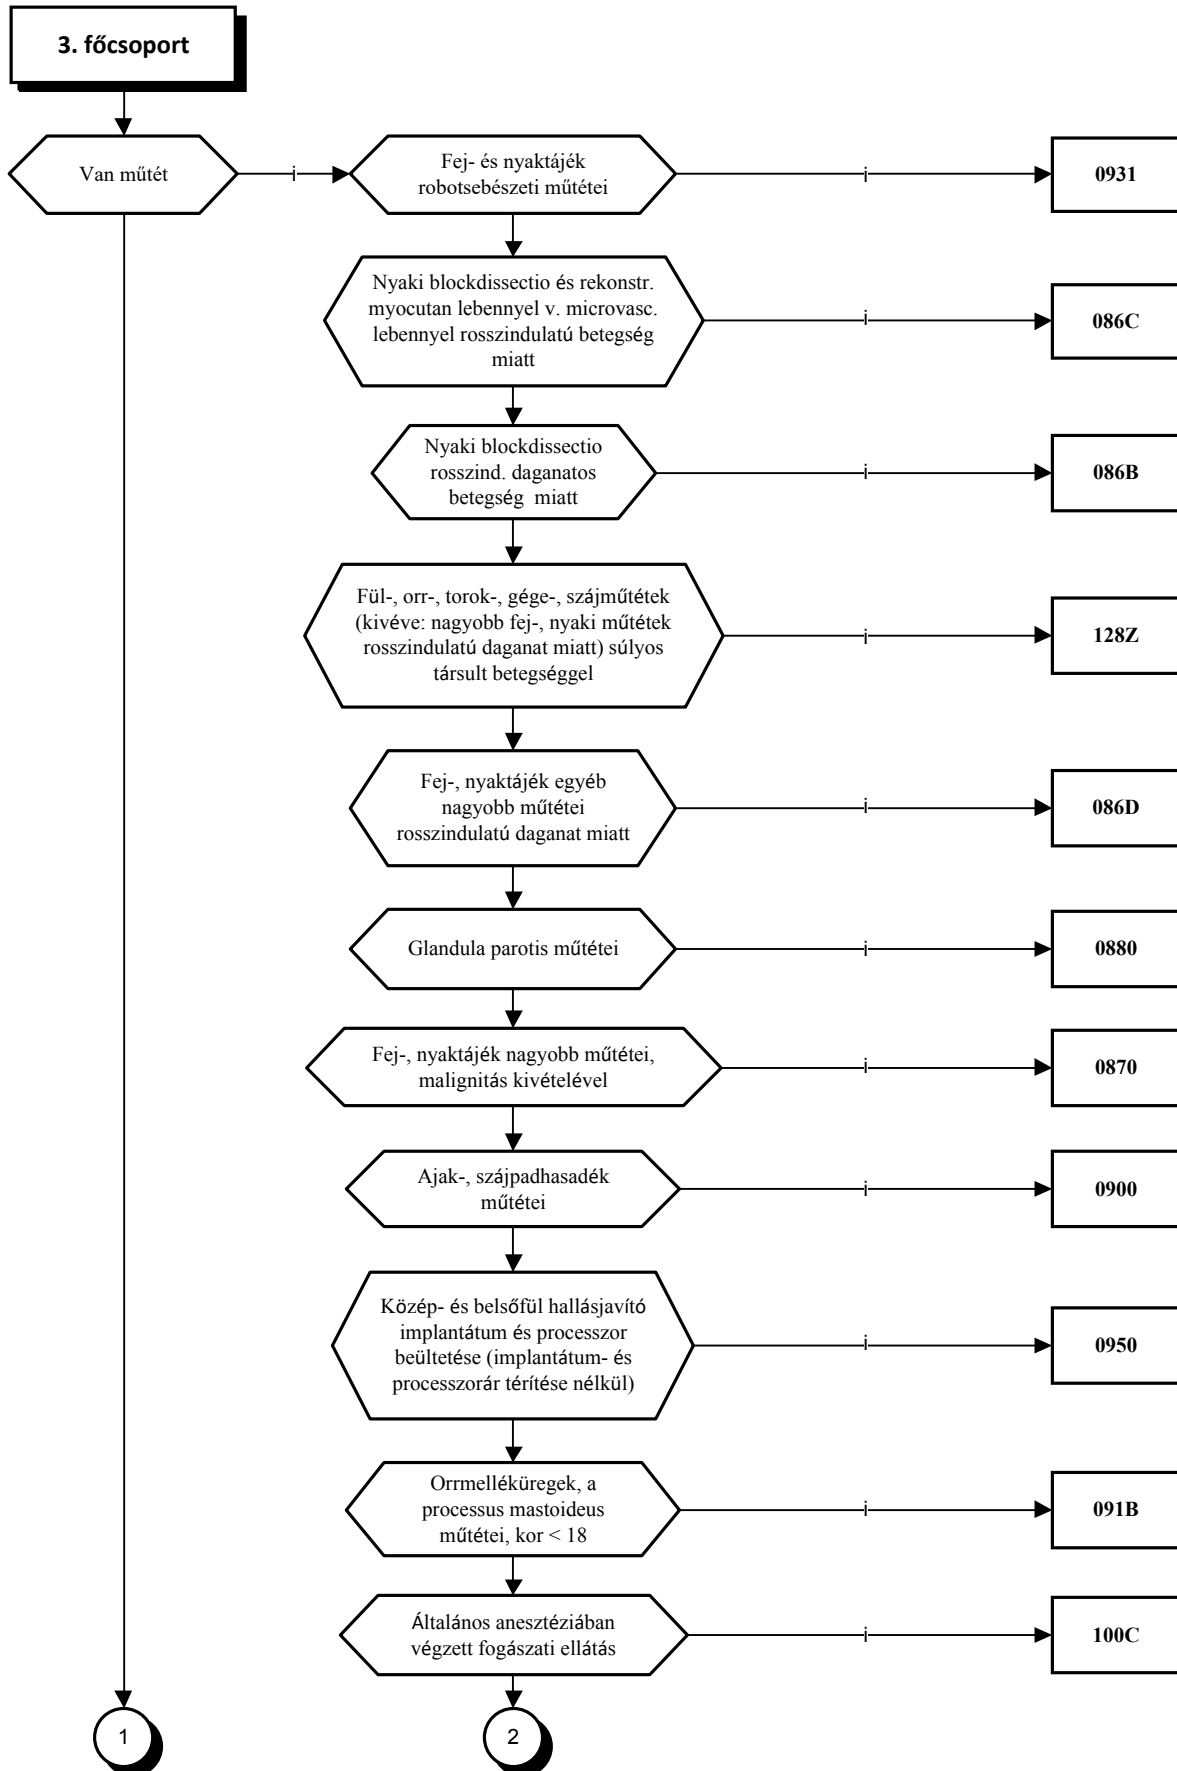 3. főcsoport
Van műtét
i
Fej- és nyaktájék
robotsebészeti műtétei
i
0931
Nyaki blockdissectio és rekonstr.
myocutan lebennyel v. microvasc.
lebennyel rosszindulatú betegség
miatt
i
086C
Nyaki blockdissectio
rosszind. daganatos
betegség miatt
i
086B
Fül-, orr-, torok-, gége-, szájműtétek
(kivéve: nagyobb fej-, nyaki műtétek
rosszindulatú daganat miatt) súlyos
társult betegséggel
i
128Z
Fej-, nyaktájék egyéb
nagyobb műtétei
rosszindulatú daganat miatt
i
086D
Glandula parotis műtétei
i
0880
Fej-, nyaktájék nagyobb műtétei,
malignitás kivételével
i
0870
Ajak-, szájpadhasadék
műtétei
i
0900
Közép- és belsőfül hallásjavító
implantátum és processzor
beültetése (implantátum- és
processzorár térítése nélkül)
i
0950
Orrmelléküregek, a
processus mastoideus
műtétei, kor < 18
i
091B
Általános anesztéziában
végzett fogászati ellátás
i
100C
1
2